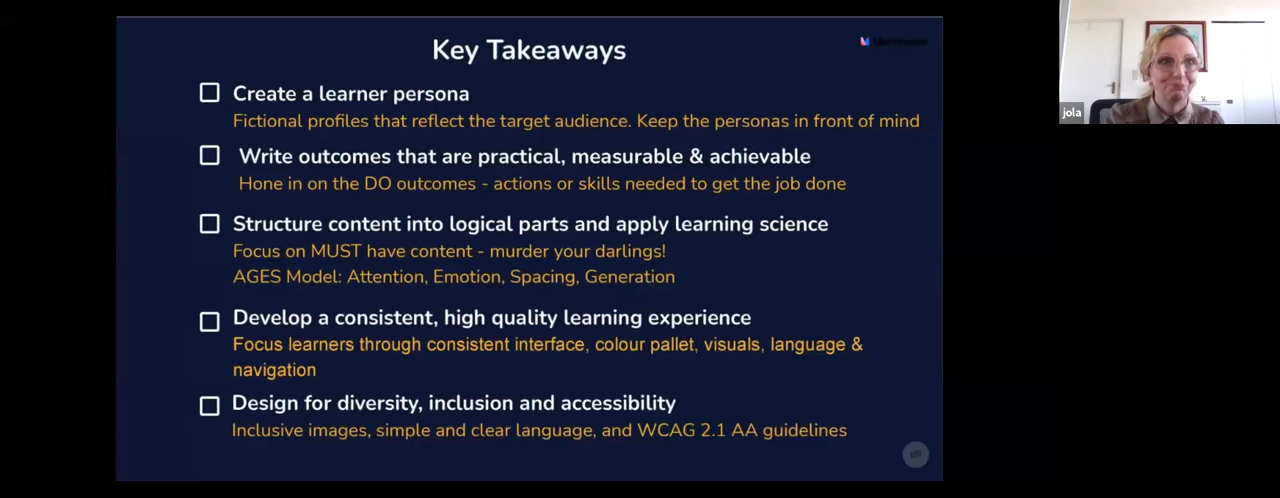 Key Takeaways
Create a learner persona
Fictional profiles that reflect the target audience. Keep the personas in front of mind
Write outcomes that are practical, measurable & achievable
Hone in on the DO outcomes - actions or skills needed to get the job done
Structure content into logical parts and apply learning science
Focus on MUST have content - murder your darlings!
AGES Model: Attention, Emotion, Spacing, Generation
Develop a consistent, high quality learning experience
Focus learners through consistent interface, colour pallet, visuals, language &
navigation
Design for diversity, inclusion and accessibility
Inclusive images, simple and clear language, and WCAG 2.1 AA guidelines
jola